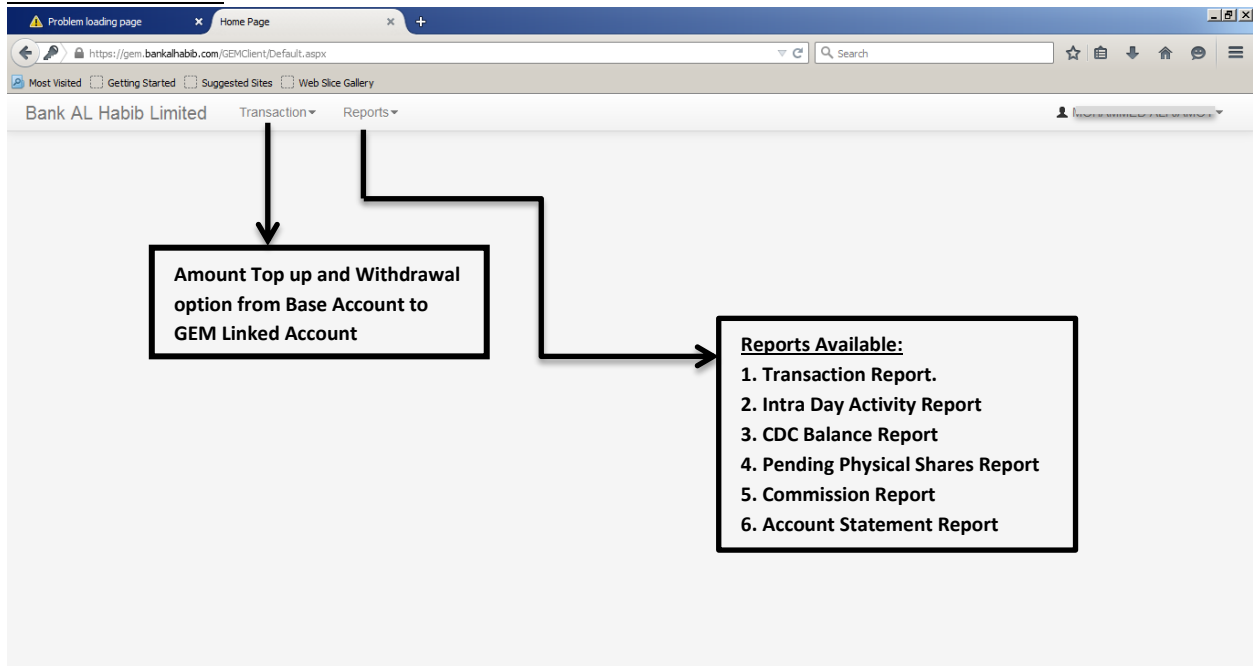 Problem loading page
Home Page
https://gem.bankalhabib.com/GEMClient/Default.aspx
Search
Most Visited Getting Started Suggested Sites Web Slice Gallery
Bank AL Habib Limited Transaction Reports
Amount Top up and Withdrawal
option from Base Account to
GEM Linked Account
Reports Available:
1. Transaction Report.
2. Intra Day Activity Report
3. CDC Balance Report
4. Pending Physical Shares Report
5. Commission Report
6. Account Statement Report